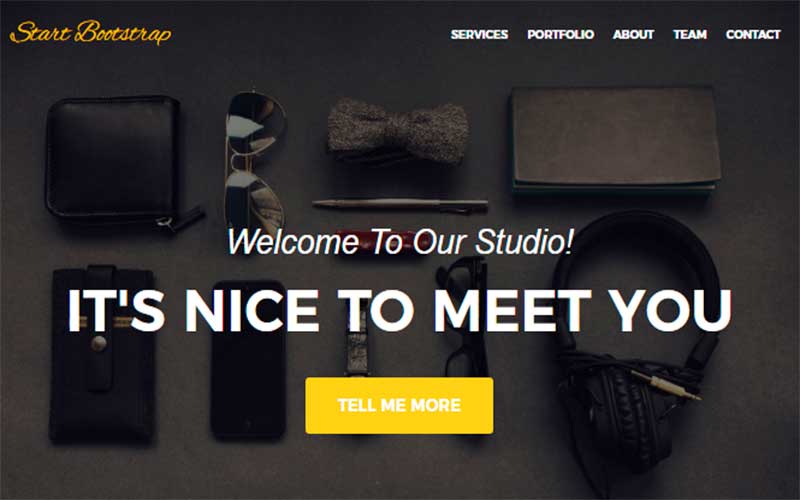 Start Bootstrap
SERVICES PORTFOLIO ABOUT TEAM CONTACT
Welcome To Our Studio!
IT'S NICE TO MEET YOU
TELL ME MORE